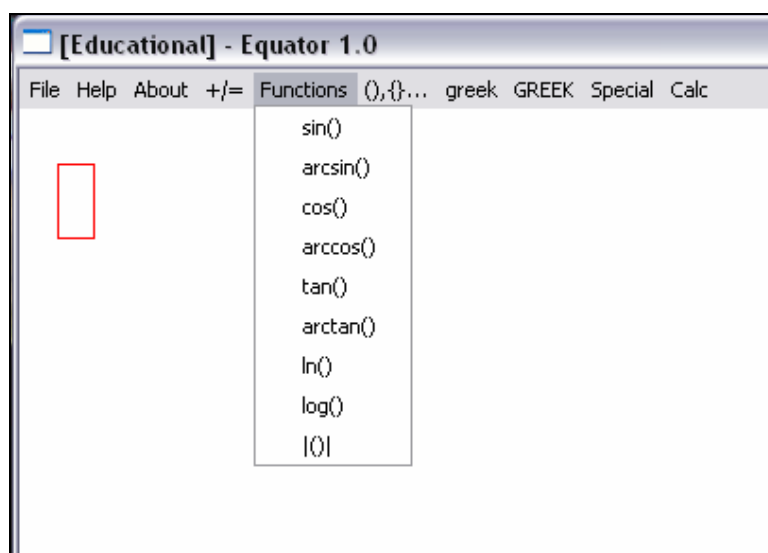 [Educational] - Equator 1.0
File Help About +/= Functions (),{}... greek GREEK Special Calc
sin()
arcsin()
cos()
arccos()
tan()
arctan()
ln()
log()
|()|